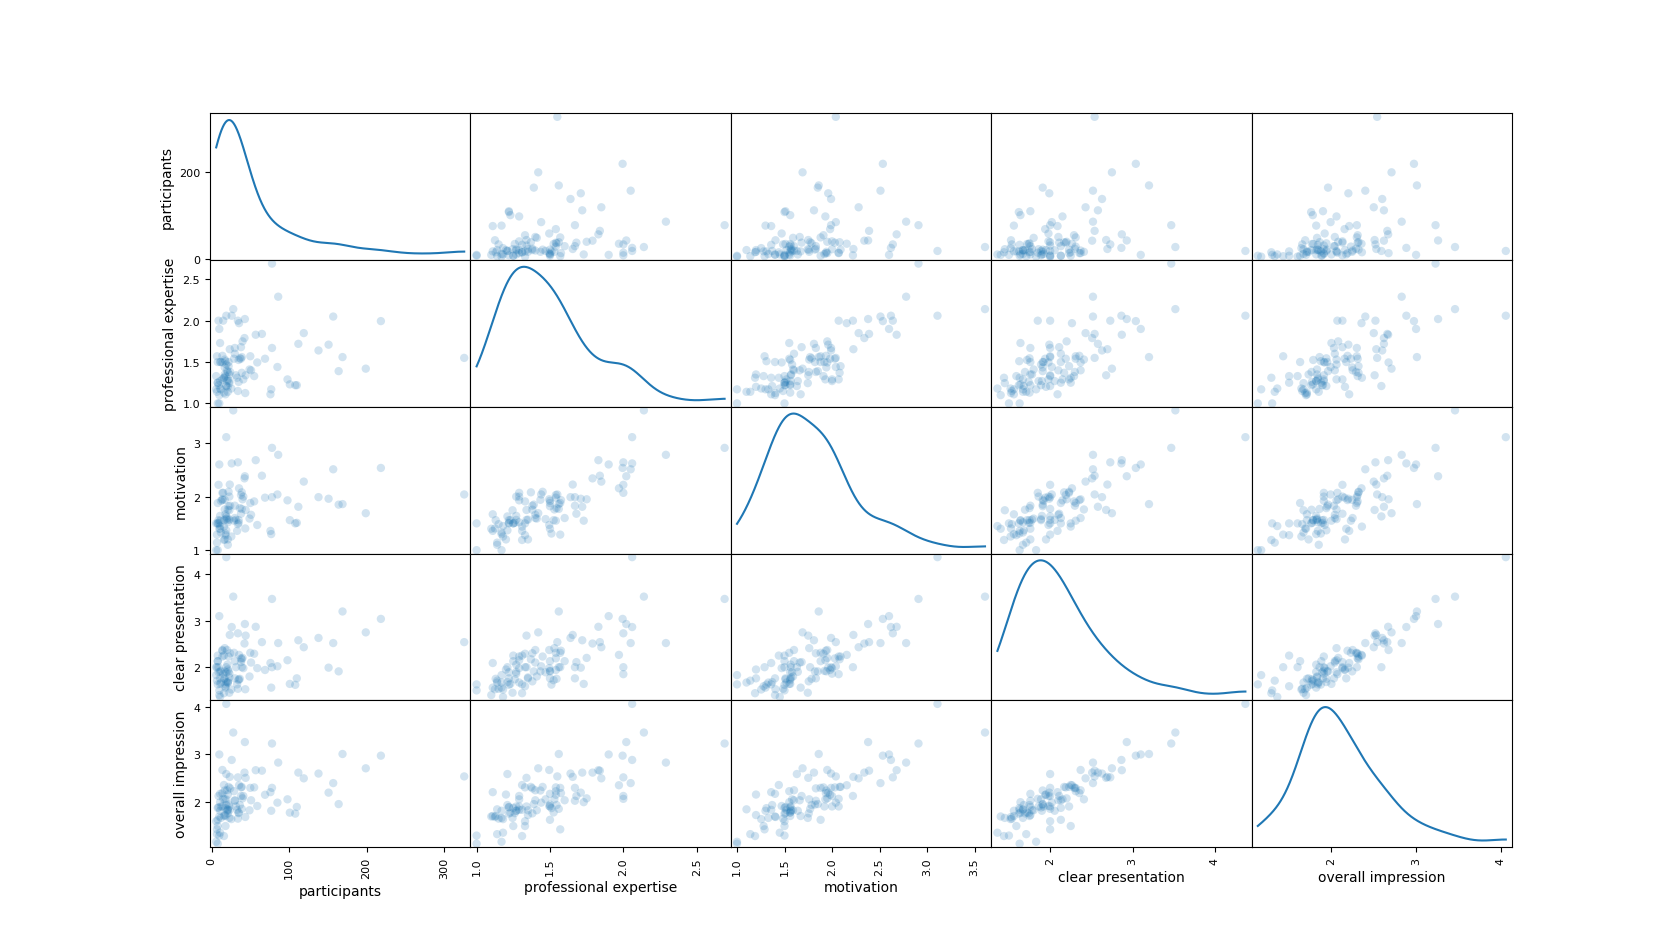 participants
200
0
professional expertise
2.5
2.0
1.5
1.0
motivation
3
2
1
clear presentation
4
3
2
overall impression
4
3
2
0 100 200 300 1.0 1.5 2.0 2.5 1.0 1.5 2.0 2.5 3.0 3.5 2 3 4 2 3 4
participants professional expertise motivation clear presentation overall impression